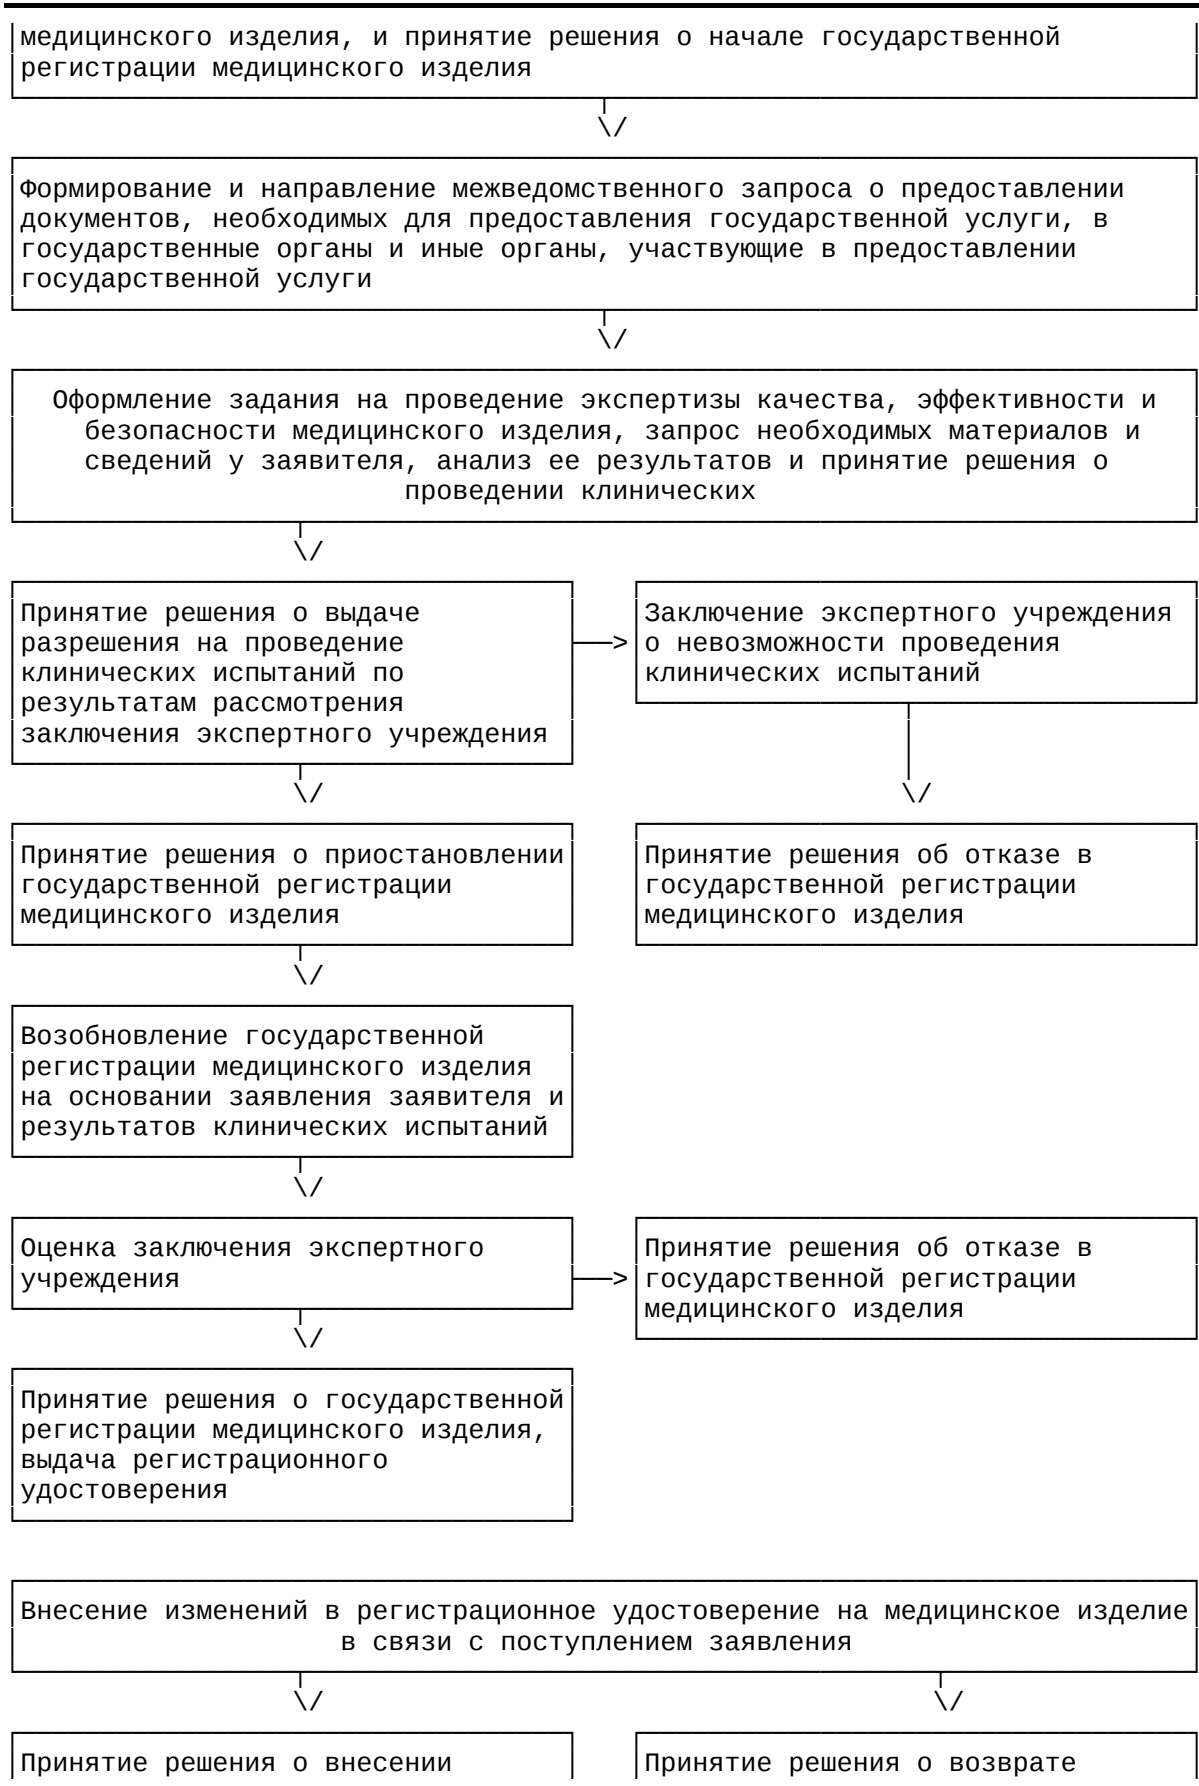 медицинского изделия, и принятие решения о начале государственной
регистрации медицинского изделия
Формирование и направление межведомственного запроса о предоставлении
документов, необходимых для предоставления государственной услуги, в
государственные органы и иные органы, участвующие в предоставлении
государственной услуги
Оформление задания на проведение экспертизы качества, эффективности и
безопасности медицинского изделия, запрос необходимых материалов и
сведений у заявителя, анализ ее результатов и принятие решения о
проведении клинических
Принятие решения о выдаче
разрешения на проведение
клинических испытаний по
результатам рассмотрения
заключения экспертного учреждения
Заключение экспертного учреждения
о невозможности проведения
клинических испытаний
Принятие решения о приостановлении
государственной регистрации
медицинского изделия
Принятие решения об отказе в
государственной регистрации
медицинского изделия
Возобновление государственной
регистрации медицинского изделия
на основании заявления заявителя и
результатов клинических испытаний
Оценка заключения экспертного
учреждения
Принятие решения об отказе в
государственной регистрации
медицинского изделия
Принятие решения о государственной
регистрации медицинского изделия,
выдача регистрационного
удостоверения
Внесение изменений в регистрационное удостоверение на медицинское изделие
в связи с поступлением заявления
Принятие решения о внесении
Принятие решения о возврате